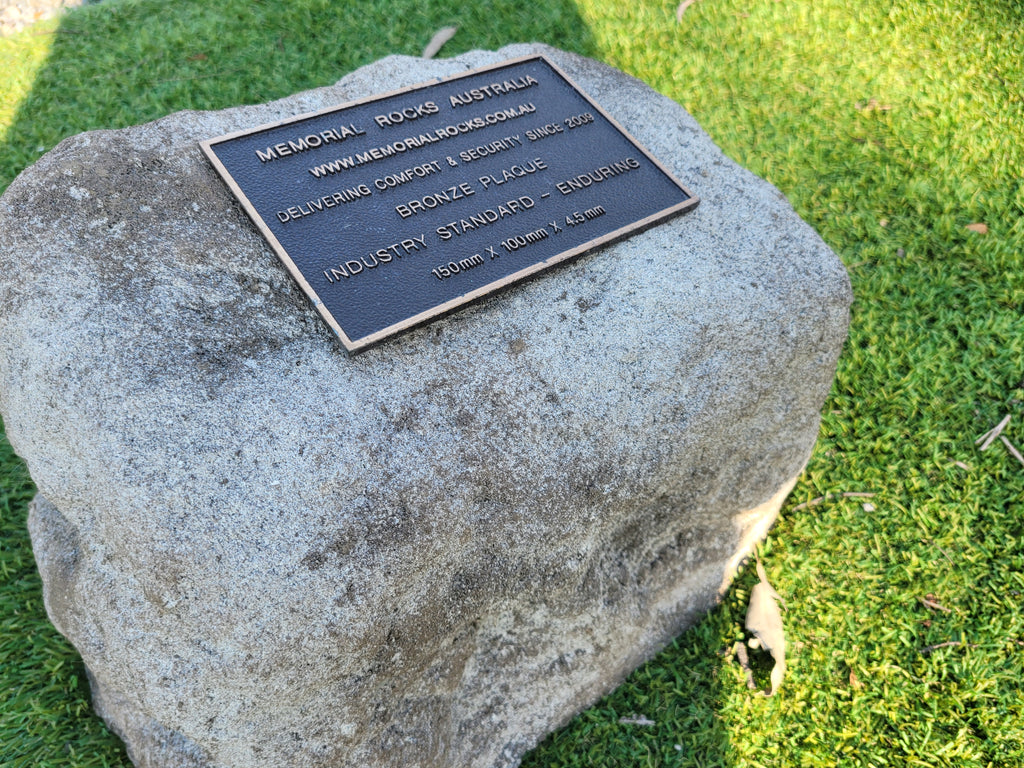 MEMORIAL ROCKS AUSTRALIA
WWW.MEMORIALROCKS.COM.AU
DELIVERING COMFORT & SECURITY SINCE 2009
BRONZE PLAQUE
INDUSTRY STANDARD - ENDURING
150mm X 100mm X 4.5mm